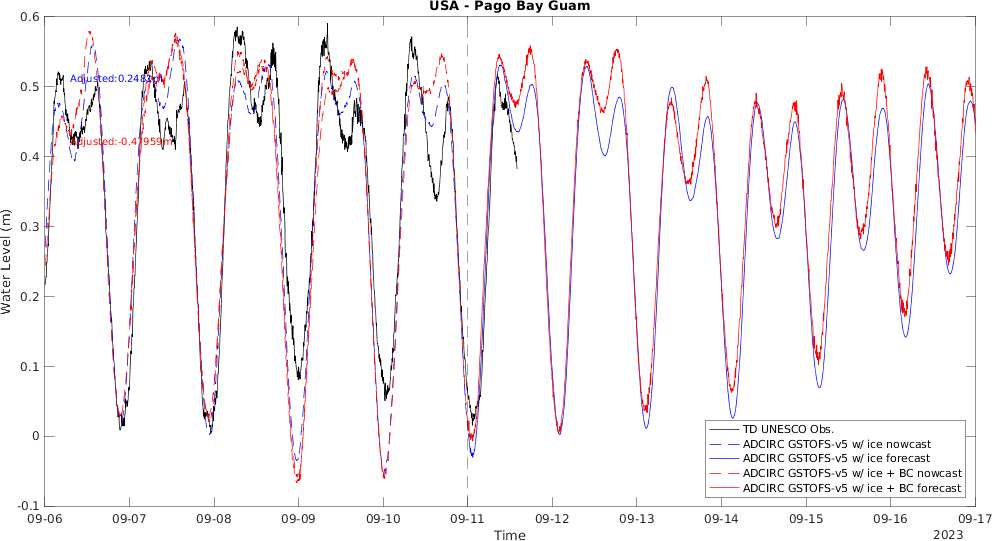 USA - Pago Bay Guam
Water Level (m)
0.6
0.5
0.4
0.3
0.2
0.1
0
-0.1
Adjusted:-0.47959m
09-06 09-07 09-08 09-09 09-10 09-11 09-12 09-13 09-14 09-15 09-16 09-17
Time
2023
TD UNESCO Obs.
ADCIRC GSTOFS-v5 w/ ice nowcast
ADCIRC GSTOFS-v5 w/ ice forecast
ADCIRC GSTOFS-v5 w/ ice + BC nowcast
ADCIRC GSTOFS-v5 w/ ice + BC forecast